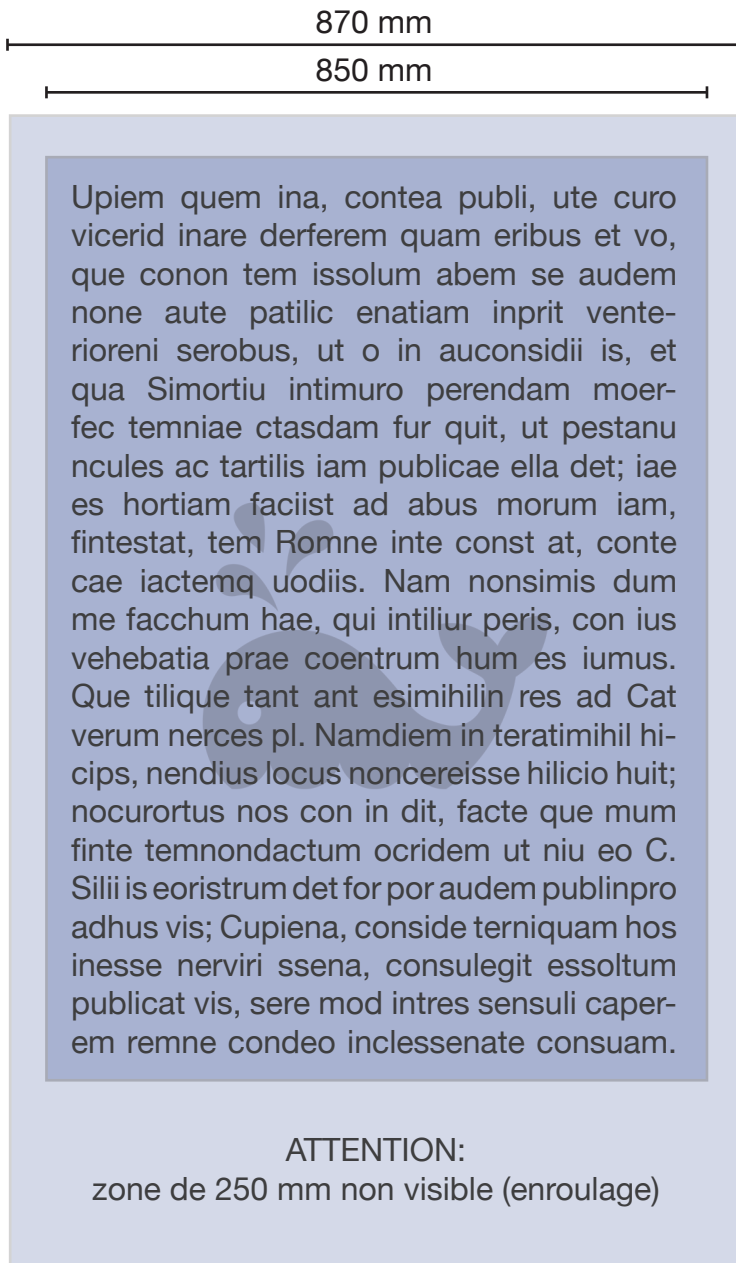 870 mm
850 mm
Upiem quem ina, contea publi, ute curo
vicerid inare derferem quam eribus et vo,
que conon tem issolum abem se audem
none aute patilic enatiam inprit vente-
rioreni serobus, ut o in auconsidii is, et
qua Simortiu intimuro perendam moer-
fec temniae ctasdam fur quit, ut pestanu
ncules ac tartilis iam publicae ella det; iae
es hortiam faciist ad abus morum iam,
fintestat, tem Romne inte const at, conte
cae iactemq uodiis. Nam nonsimis dum
me facchum hae, qui intiliur peris, con ius
vehebatia prae coentrum hum es iumus.
Que tilique tant ant esimihilin res ad Cat
verum nerces pl. Namdiem in teratimihil hi-
cips, nendius locus noncereisse hilicio huit;
nocurortus nos con in dit, facte que mum
finte temnondactum ocridem ut niu eo C.
Silii is eoristrum det for por audem publinpro
adhus vis; Cupiena, conside terniquam hos
inesse nerviri ssena, consulegit essoltum
publicat vis, sere mod intres sensuli caper-
em remne condeo inclessenate consuam.
ATTENTION:
zone de 250 mm non visible (enroulage)